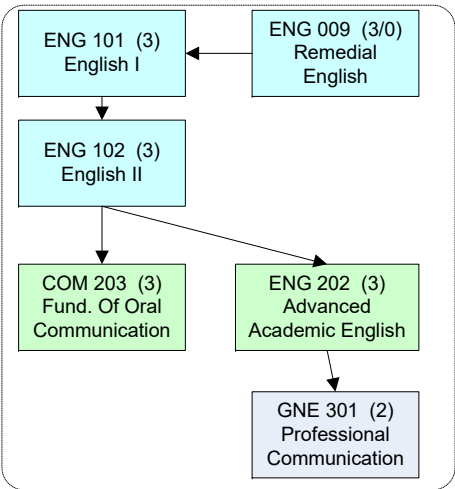 ENG 101  (3)
English I
ENG 009  (3/0)
Remedial
English
ENG 102  (3)
English II
COM 203  (3)
Fund. Of Oral
Communication
ENG 202  (3)
Advanced
Academic English
GNE 301  (2)
Professional
Communication